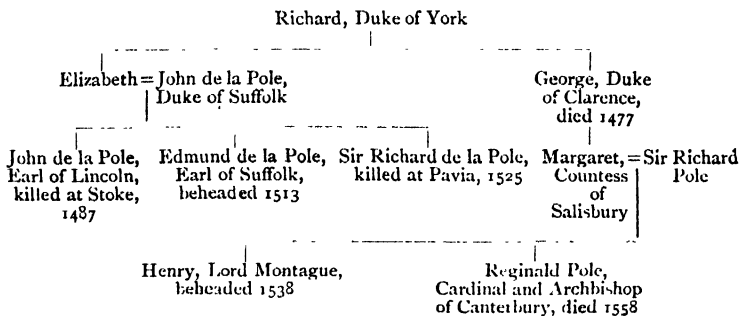 Richard, Duke of York
Elizabeth = John de la Pole,
Duke of Suffolk
George, Duke
of Clarence,
died 1477
John de la Pole,
Earl of Lincoln,
killed at Stoke,
1487
Edmund de la Pole,
Earl of Suffolk,
beheaded 1513
Sir Richard de la Pole,
killed at Pavia, 1525
Margaret, = Sir Richard
Countess Pole
of
Salisbury
Henry, Lord Montague,
beheaded 1538
Reginald Pole,
Cardinal and Archbishop
of Canterbury, died 1558